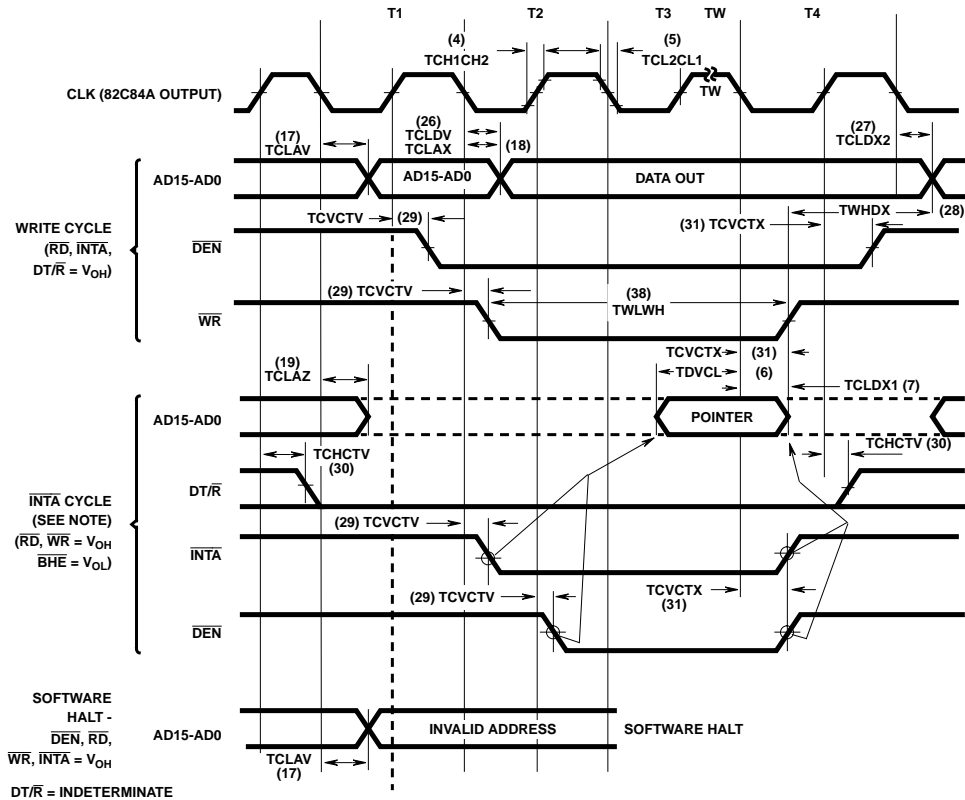 T1 T2 T3 TW T4
(4)
TCH1CH2
(5)
TCL2CL1
CLK (82C84A OUTPUT)
TW
(17)
TCLAV
(26)
TCLDV
TCLAX
(18)
(27)
TCLDX2
AD15-AD0
AD15-AD0
DATA OUT
WRITE CYCLE
(RD, INTA,
DT/R = VOH)
TCVCTV (29)
(31) TCVCTX
TWHDX
(28)
DEN
(29) TCVCTV
(38)
TWLWH
WR
TCVCTX (31)
TDVCL (6)
TCLDX1 (7)
(19)
TCLAZ
AD15-AD0
POINTER
TCHCTV
(30)
TCHCTV (30)
DT/R
INTA CYCLE
(SEE NOTE)
(RD, WR = VOH
BHE = VOL)
(29) TCVCTV
INTA
(29) TCVCTV
TCVCTX
(31)
DEN
SOFTWARE
HALT -
DEN, RD,
WR, INTA = VOH
AD15-AD0
INVALID ADDRESS
SOFTWARE HALT
TCLAV
(17)
DT/R = INDETERMINATE